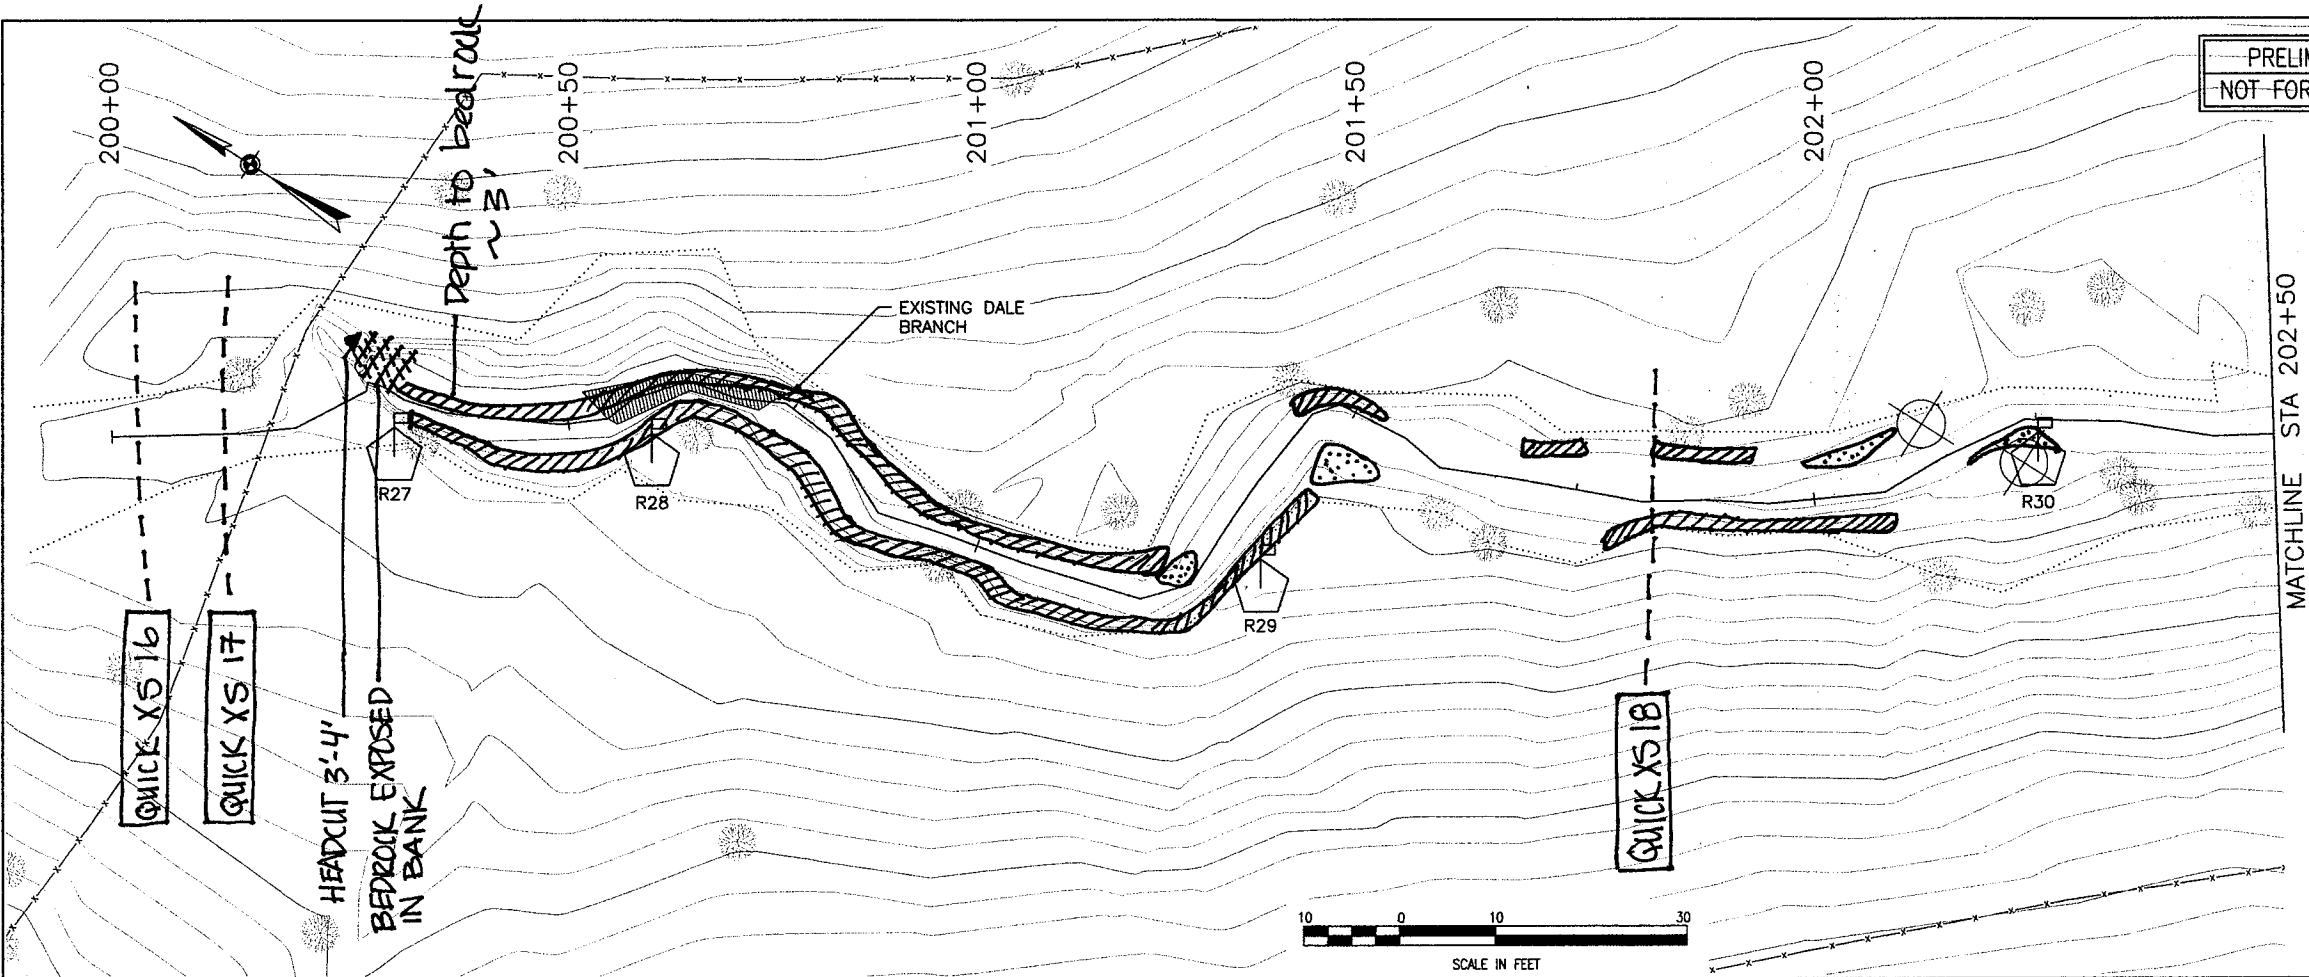 PRELIM
NOT FOR
200+00
200+50
201+00
201+50
202+00
Depth to bedrock
~3'
EXISTING DALE
BRANCH
MATCHLINE STA 202+50
R27
R28
R29
R30
QUICK XS 16
QUICK XS 17
HEADCUT 3'-4'
BEDROCK EXPOSED
IN BANK
QUICK XS 18
10 0 10 30
SCALE IN FEET